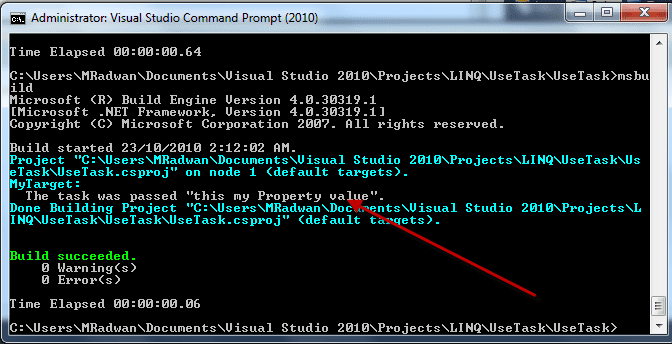 Administrator: Visual Studio Command Prompt (2010)
Time Elapsed 00:00:00.64
C:\Users\MRadwan\Documents\Visual Studio 2010\Projects\LINQ\UseTask\UseTask>msbu
ild
Microsoft (R) Build Engine Version 4.0.30319.1
[Microsoft .NET Framework, Version 4.0.30319.1]
Copyright (C) Microsoft Corporation 2007. All rights reserved.
Build started 23/10/2010 2:12:02 AM.
Project "C:\Users\MRadwan\Documents\Visual Studio 2010\Projects\LINQ\UseTask\Us
eTask\UseTask.csproj" on node 1 (default targets).
MyTarget:
The task was passed "this my Property value".
Done Building Project "C:\Users\MRadwan\Documents\Visual Studio 2010\Projects\L
INQ\UseTask\UseTask\UseTask.csproj" (default targets).
Build succeeded.
0 Warning(s)
0 Error(s)
Time Elapsed 00:00:00.06
C:\Users\MRadwan\Documents\Visual Studio 2010\Projects\LINQ\UseTask\UseTask>